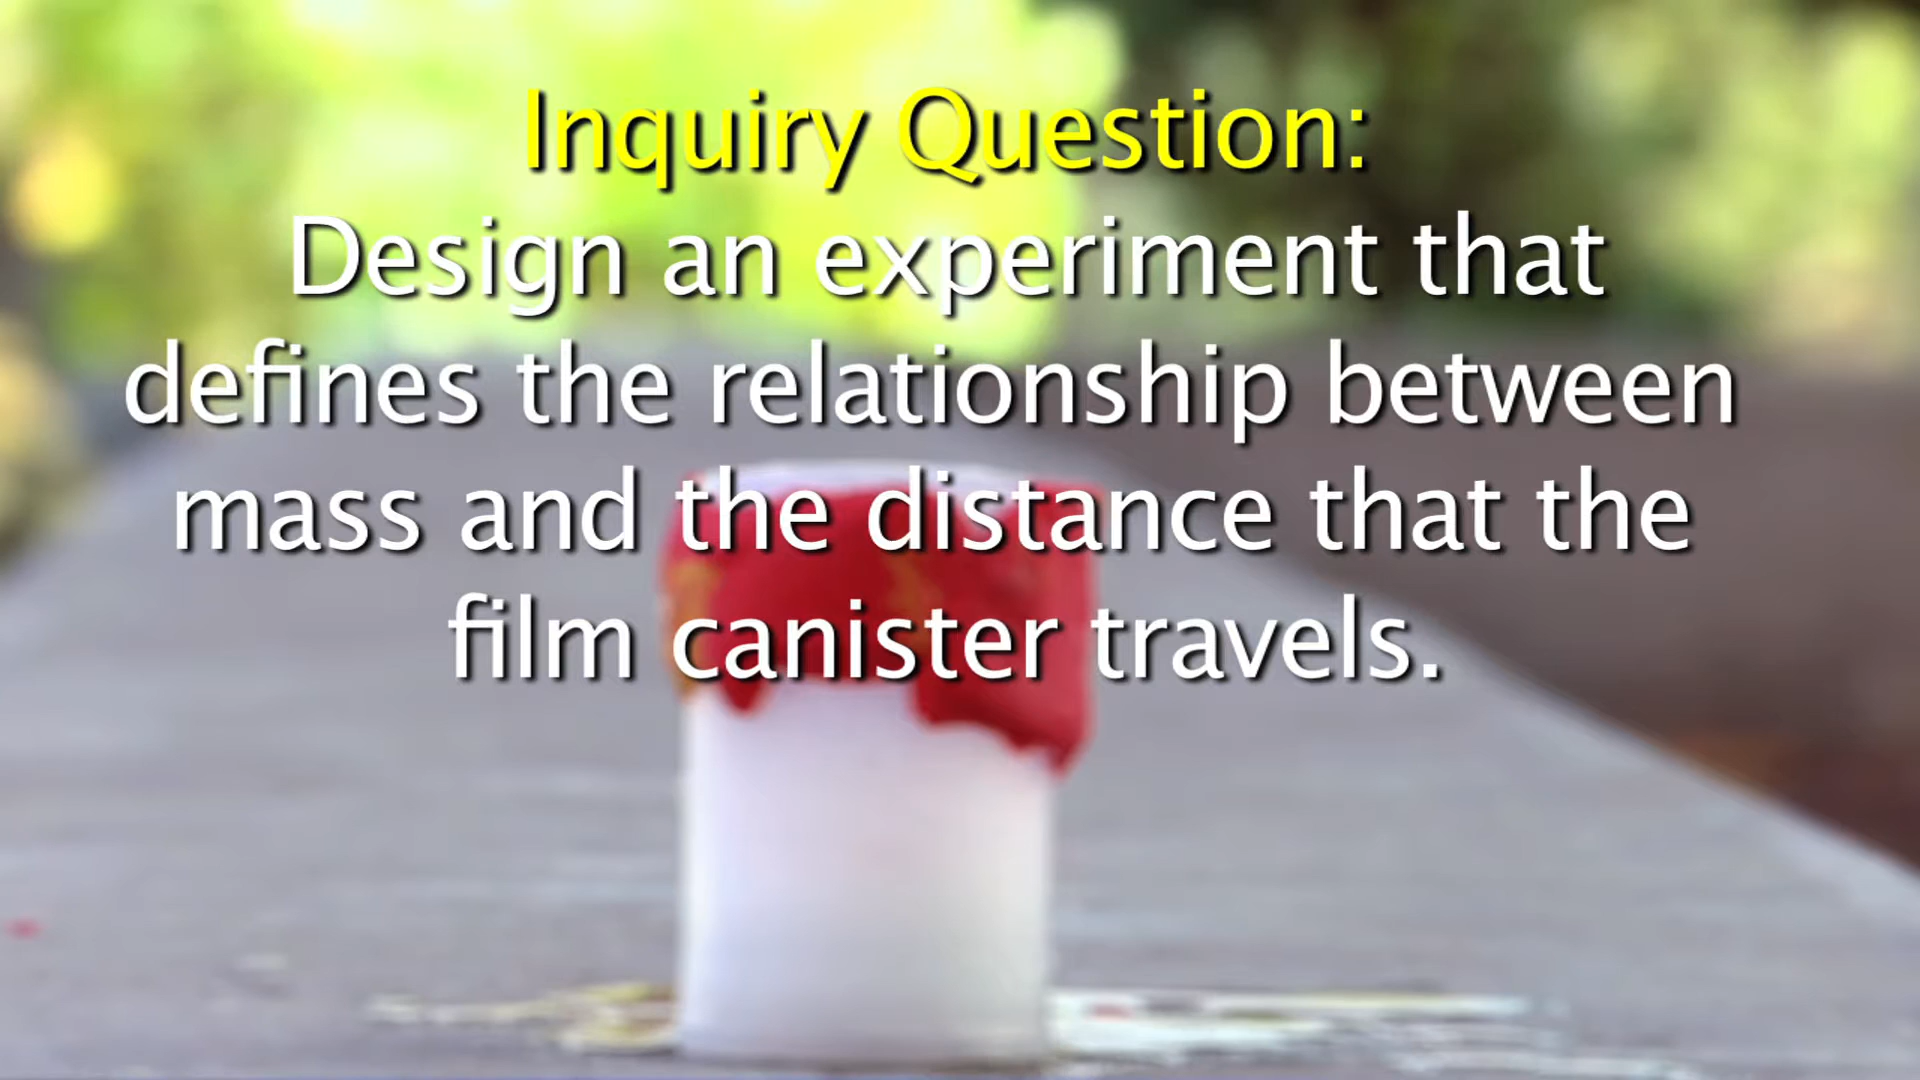 Inquiry Question:
Design an experiment that
defines the relationship between
mass and the distance that the
film canister travels.